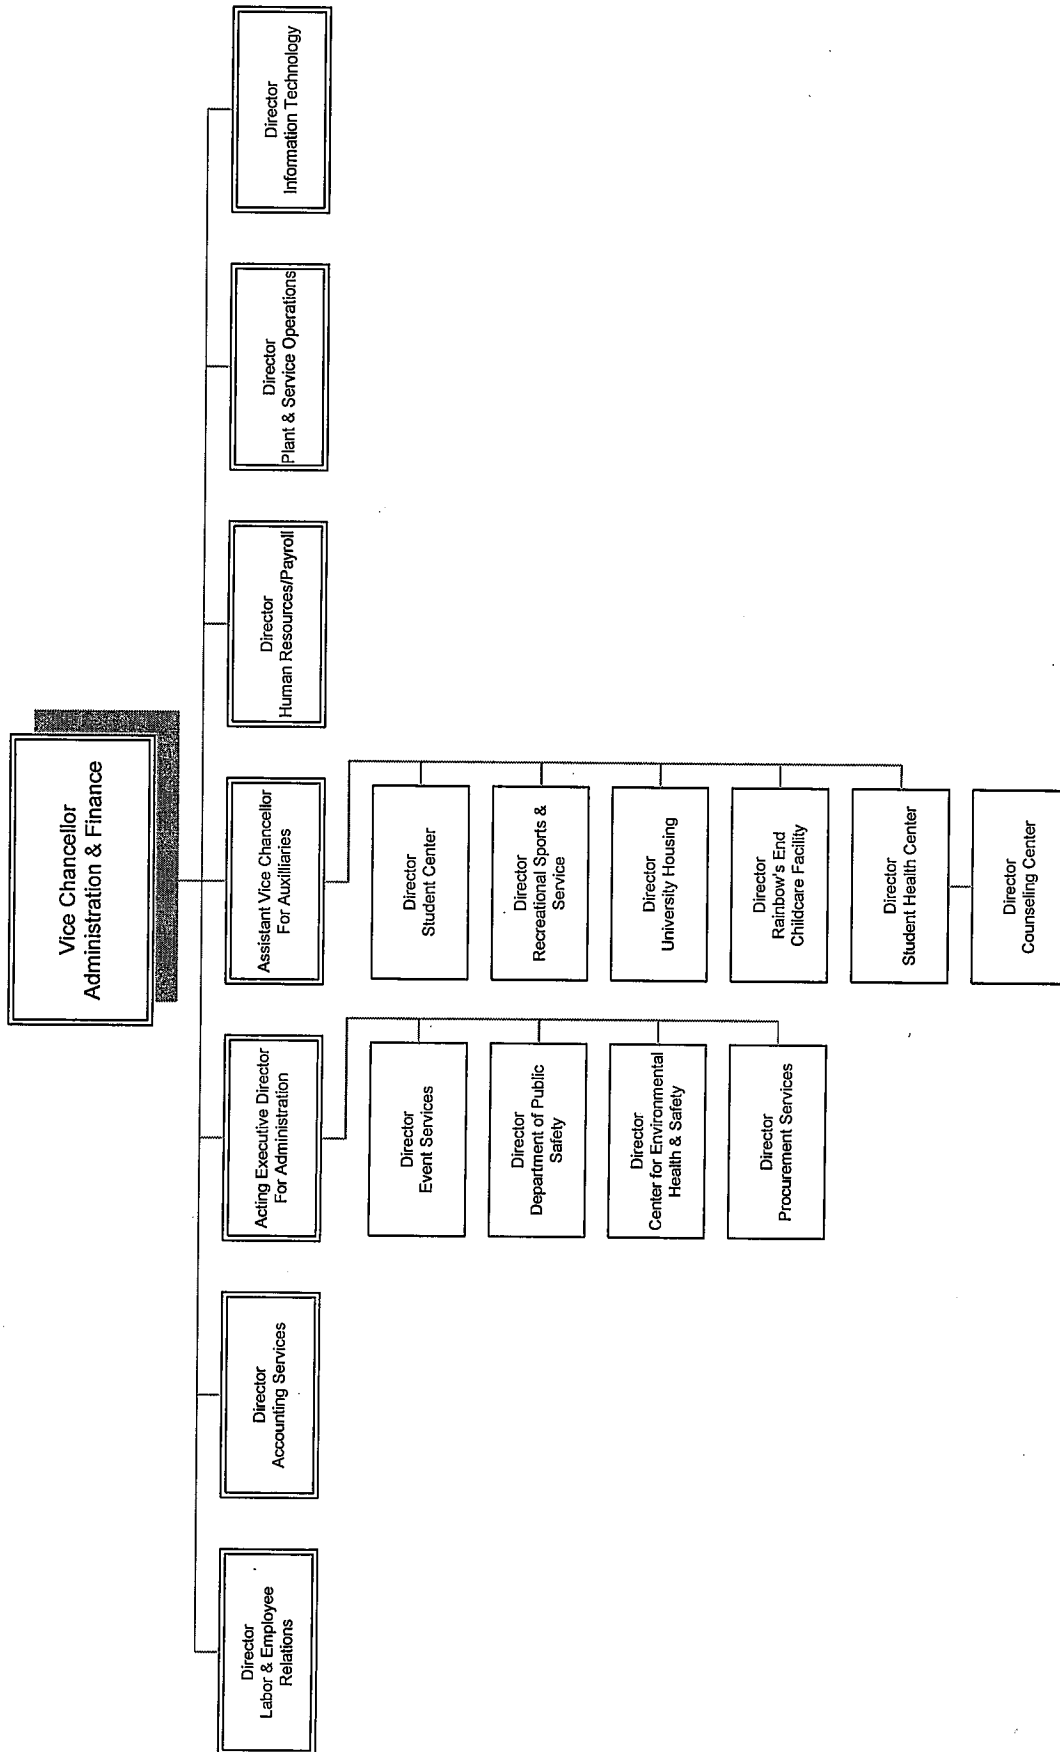 Vice Chancellor
Administration & Finance
Director
Labor & Employee
Relations
Director
Accounting Services
Acting Executive Director
For Administration
Assistant Vice Chancellor
For Auxilliaries
Director
Human Resources/Payroll
Director
Plant & Service Operations
Director
Information Technology
Director
Event Services
Director
Department of Public
Safety
Director
Center for Environmental
Health & Safety
Director
Procurement Services
Director
Student Center
Director
Recreational Sports &
Service
Director
University Housing
Director
Rainbow's End
Childcare Facility
Director
Student Health Center
Director
Counseling Center